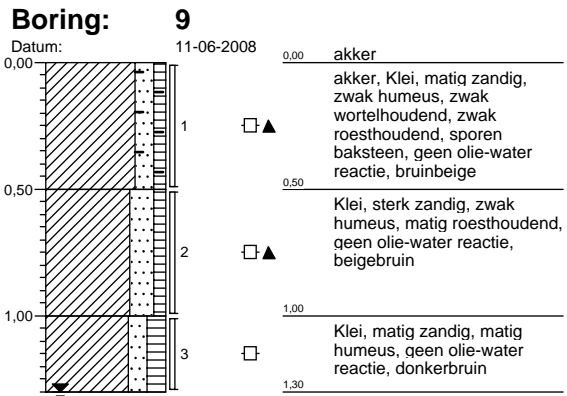 Boring: 9
Datum: 11-06-2008
0,00
0,00 akker
akker, Klei, matig zandig,
zwak humeus, zwak
wortelhoudend, zwak
roesthoudend, sporen
baksteen, geen olie-water
reactie, bruinbeige
1
0,50
0,50
Klei, sterk zandig, zwak
humeus, matig roesthoudend,
geen olie-water reactie,
beigebruin
2
1,00
1,00
Klei, matig zandig, matig
humeus, geen olie-water
reactie, donkerbruin
3
1,30